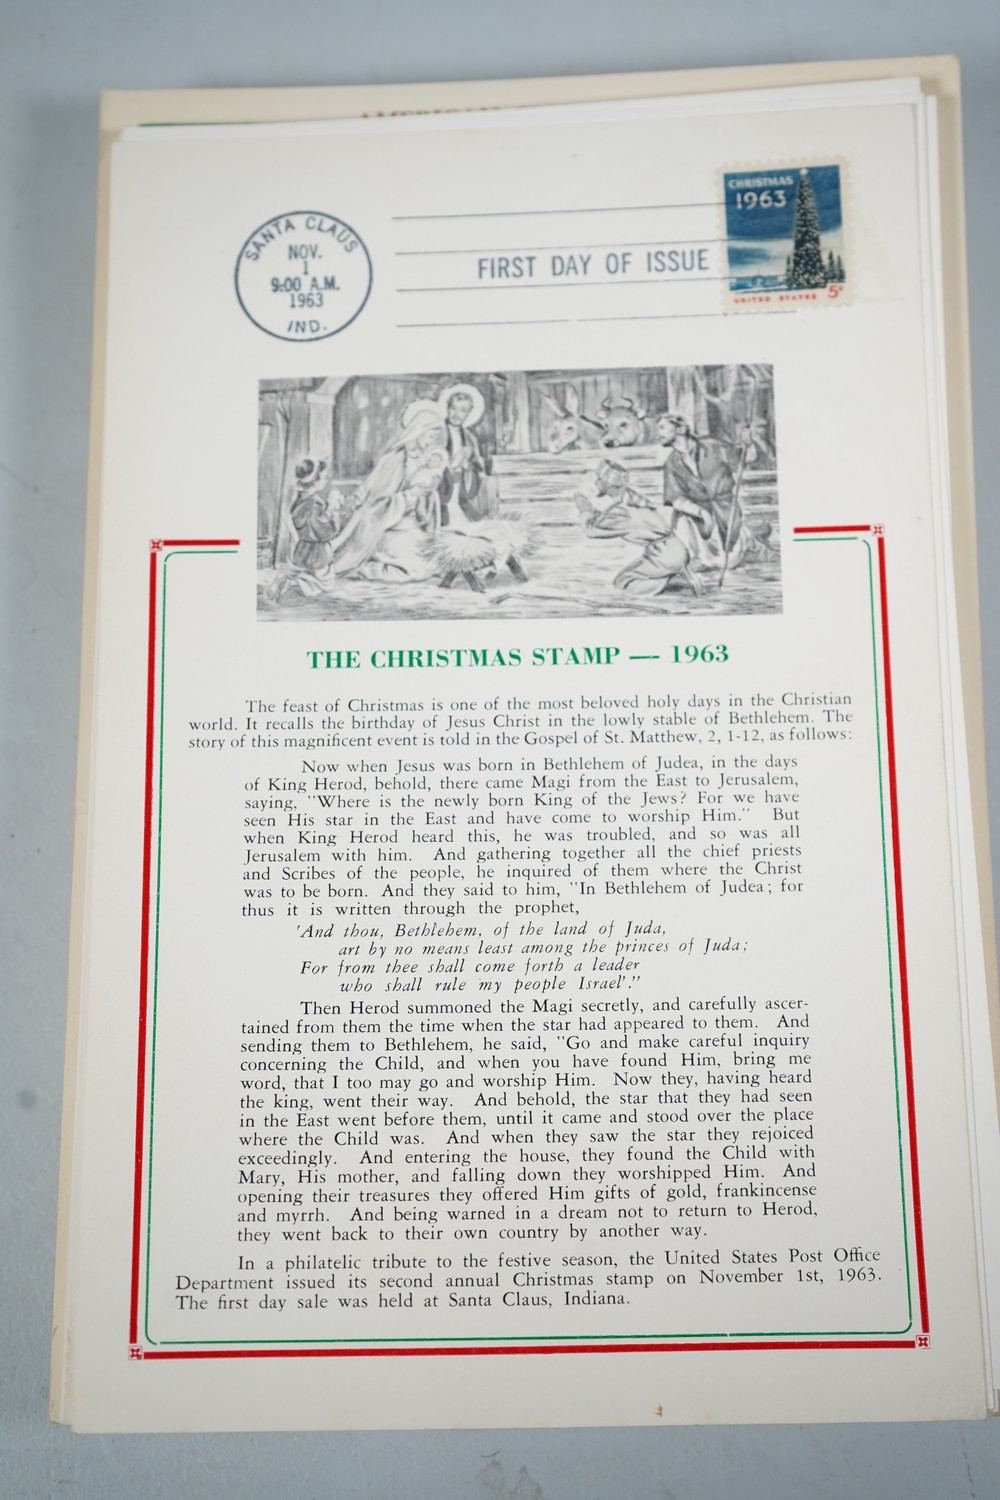 SANTA CLAUS
NOV.
1
9:00 A.M.
1963
IND.
FIRST DAY OF ISSUE
CHRISTMAS
1963
UNITED STATES 5¢
THE CHRISTMAS STAMP — 1963
The feast of Christmas is one of the most beloved holy days in the Christian
world. It recalls the birthday of Jesus Christ in the lowly stable of Bethlehem. The
story of this magnificent event is told in the Gospel of St. Matthew, 2, 1-12, as follows:
Now when Jesus was born in Bethlehem of Judea, in the days
of King Herod, behold, there came Magi from the East to Jerusalem,
saying, "Where is the newly born King of the Jews? For we have
seen His star in the East and have come to worship Him." But
when King Herod heard this, he was troubled, and so was all
Jerusalem with him. And gathering together all the chief priests
and Scribes of the people, he inquired of them where the Christ
was to be born. And they said to him, "In Bethlehem of Judea; for
thus it is written through the prophet,
'And thou, Bethlehem, of the land of Juda,
art by no means least among the princes of Juda;
For from thee shall come forth a leader
who shall rule my people Israel'."
Then Herod summoned the Magi secretly, and carefully ascer-
tained from them the time when the star had appeared to them. And
sending them to Bethlehem, he said, "Go and make careful inquiry
concerning the Child, and when you have found Him, bring me
word, that I too may go and worship Him. Now they, having heard
the king, went their way. And behold, the star that they had seen
in the East went before them, until it came and stood over the place
where the Child was. And when they saw the star they rejoiced
exceedingly. And entering the house, they found the Child with
Mary, His mother, and falling down they worshipped Him. And
opening their treasures they offered Him gifts of gold, frankincense
and myrrh. And being warned in a dream not to return to Herod,
they went back to their own country by another way.
In a philatelic tribute to the festive season, the United States Post Office
Department issued its second annual Christmas stamp on November 1st, 1963.
The first day sale was held at Santa Claus, Indiana.